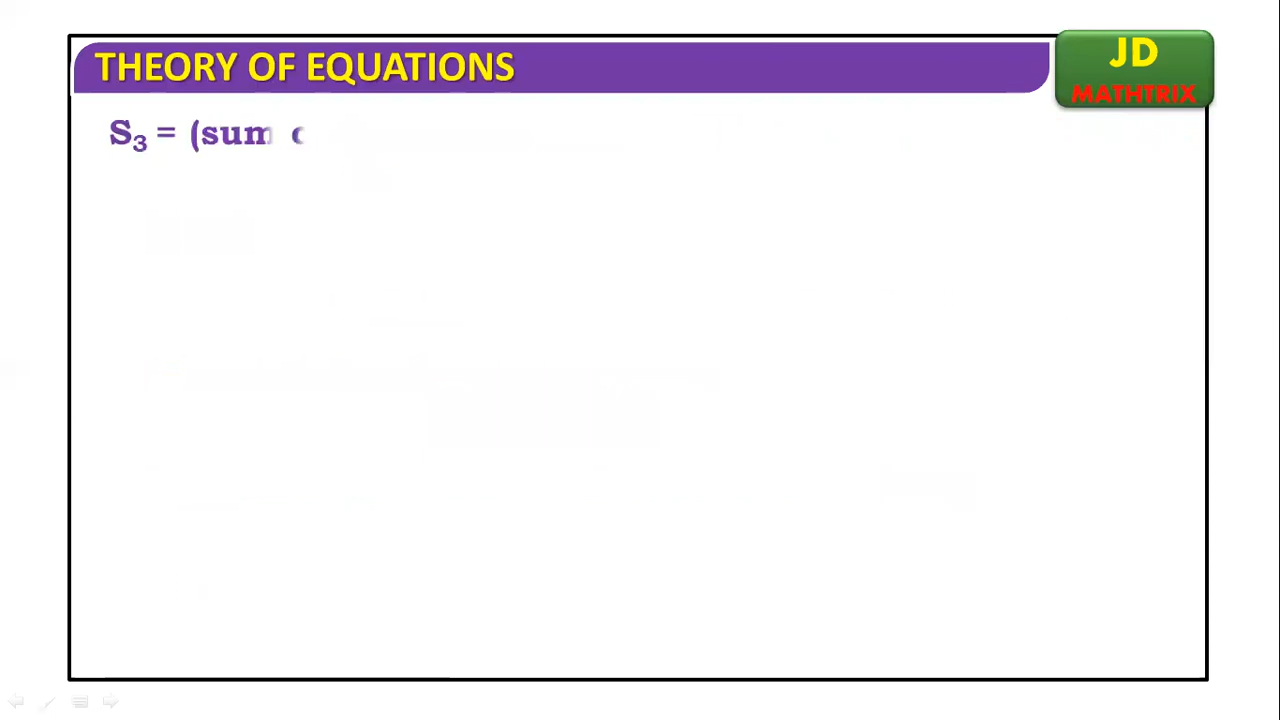 THEORY OF EQUATIONS
JD
MATHTRIX
S₃ = (sum